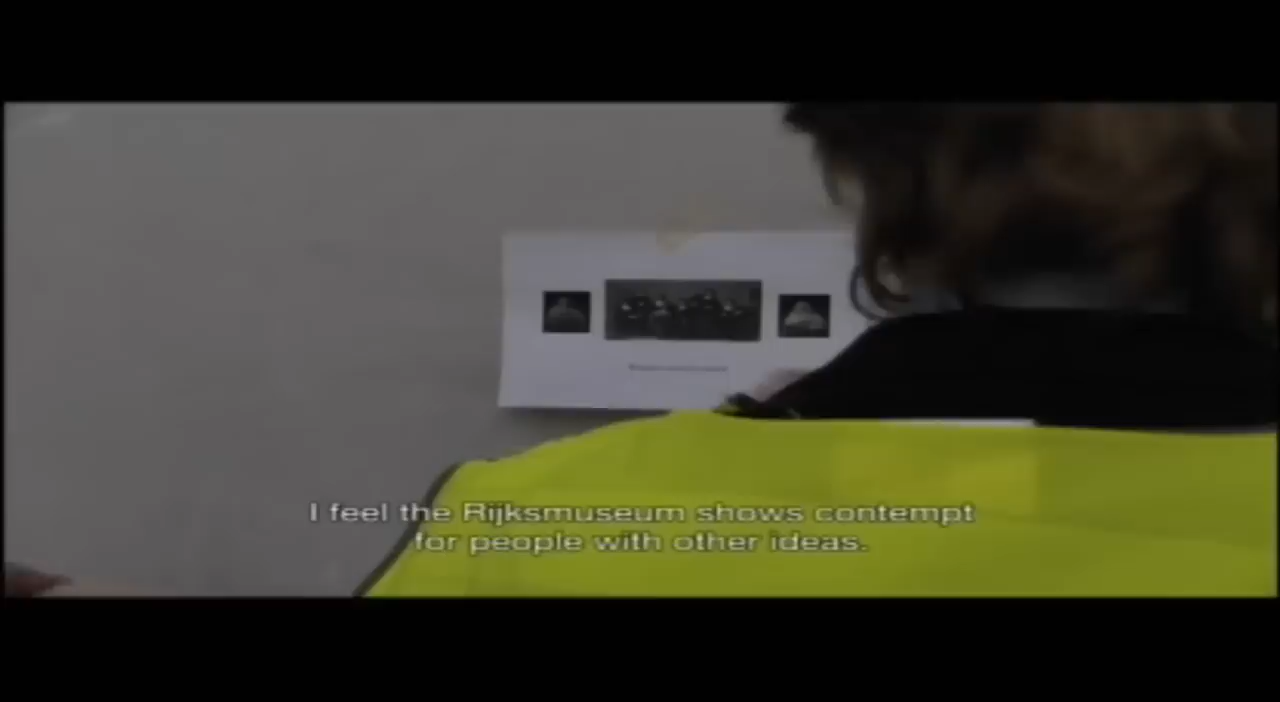 I feel the Rijksmuseum shows contempt
for people with other ideas.